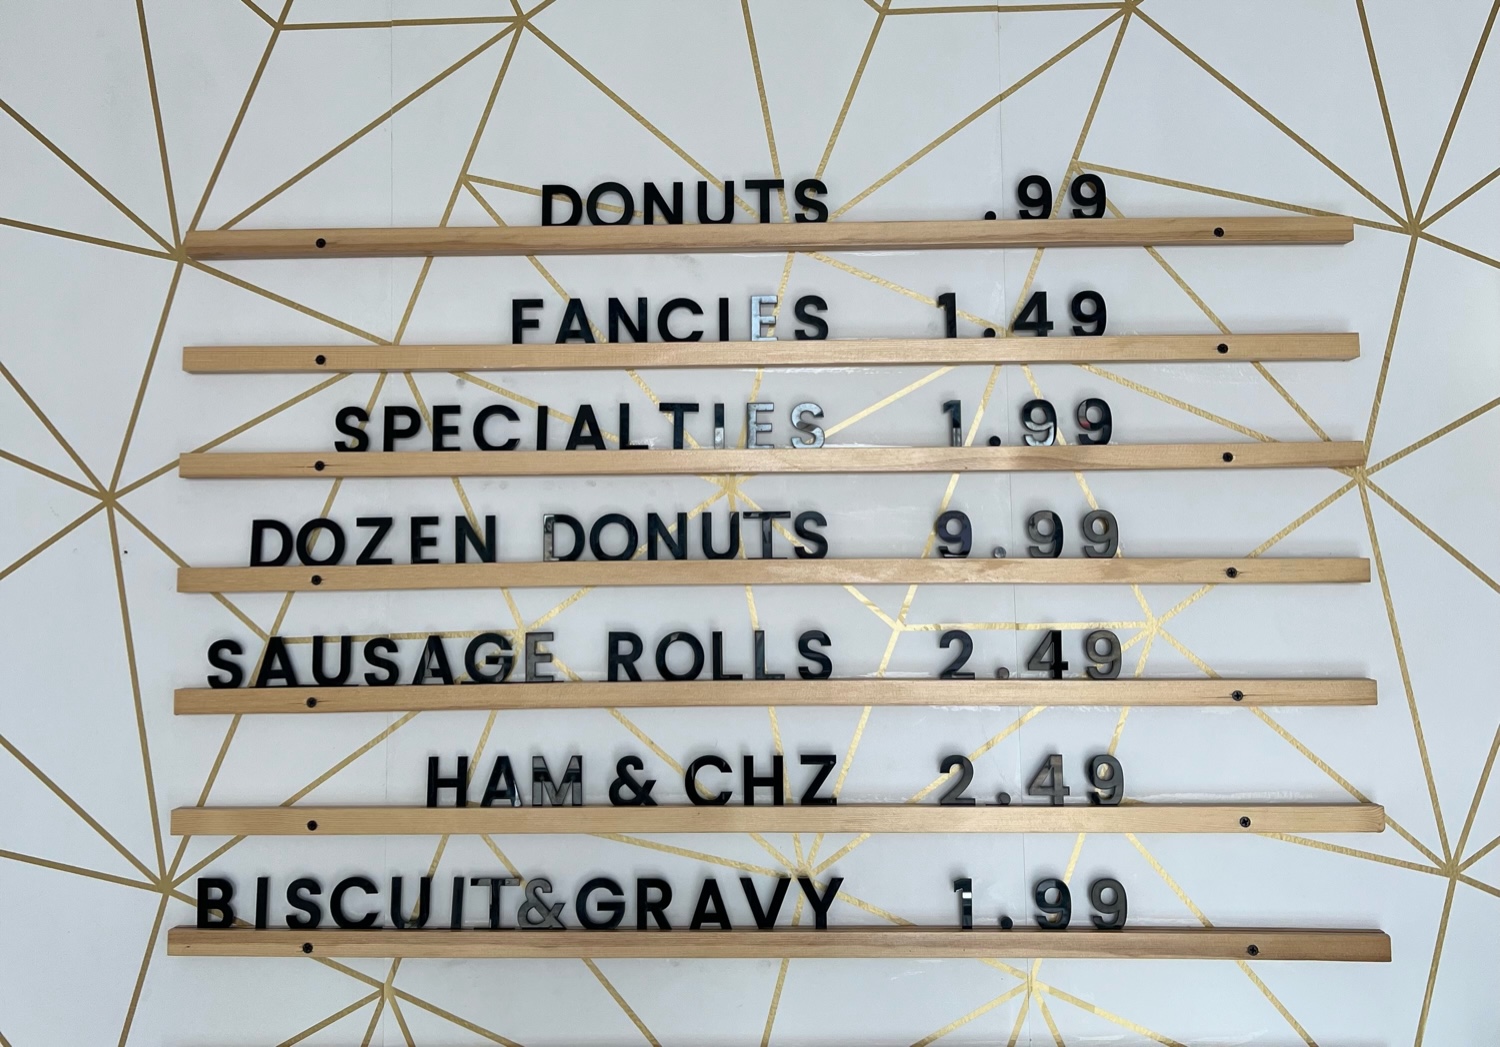 DONUTS .99
FANCIES 1.49
SPECIALTIES 1.99
DOZEN DONUTS 9.99
SAUSAGE ROLLS 2.49
HAM & CHZ 2.49
BISCUIT&GRAVY 1.99